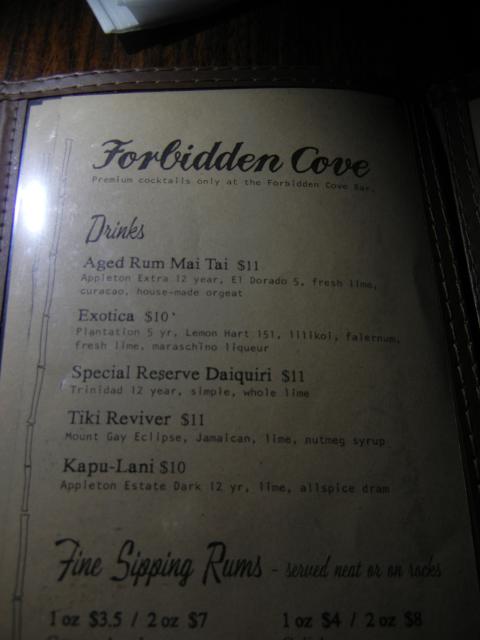 Forbidden Cove
Premium cocktails only at the Forbidden Cove Bar.
Drinks
Aged Rum Mai Tai $11
Appleton Extra 12 year, El Dorado 5, fresh lime,
curacao, house-made orgeat
Exotica $10
Plantation 5 yr, Lemon Hart 151, lilikoi, falernum,
fresh lime, maraschino liqueur
Special Reserve Daiquiri $11
Trinidad 12 year, simple, whole lime
Tiki Reviver $11
Mount Gay Eclipse, Jamaican, lime, nutmeg syrup
Kapu-Lani $10
Appleton Estate Dark 12 yr, lime, allspice dram
Fine Sipping Rums - served neat or on rocks
1 oz $3.5 / 2 oz $7 1 oz $4 / 2 oz $8